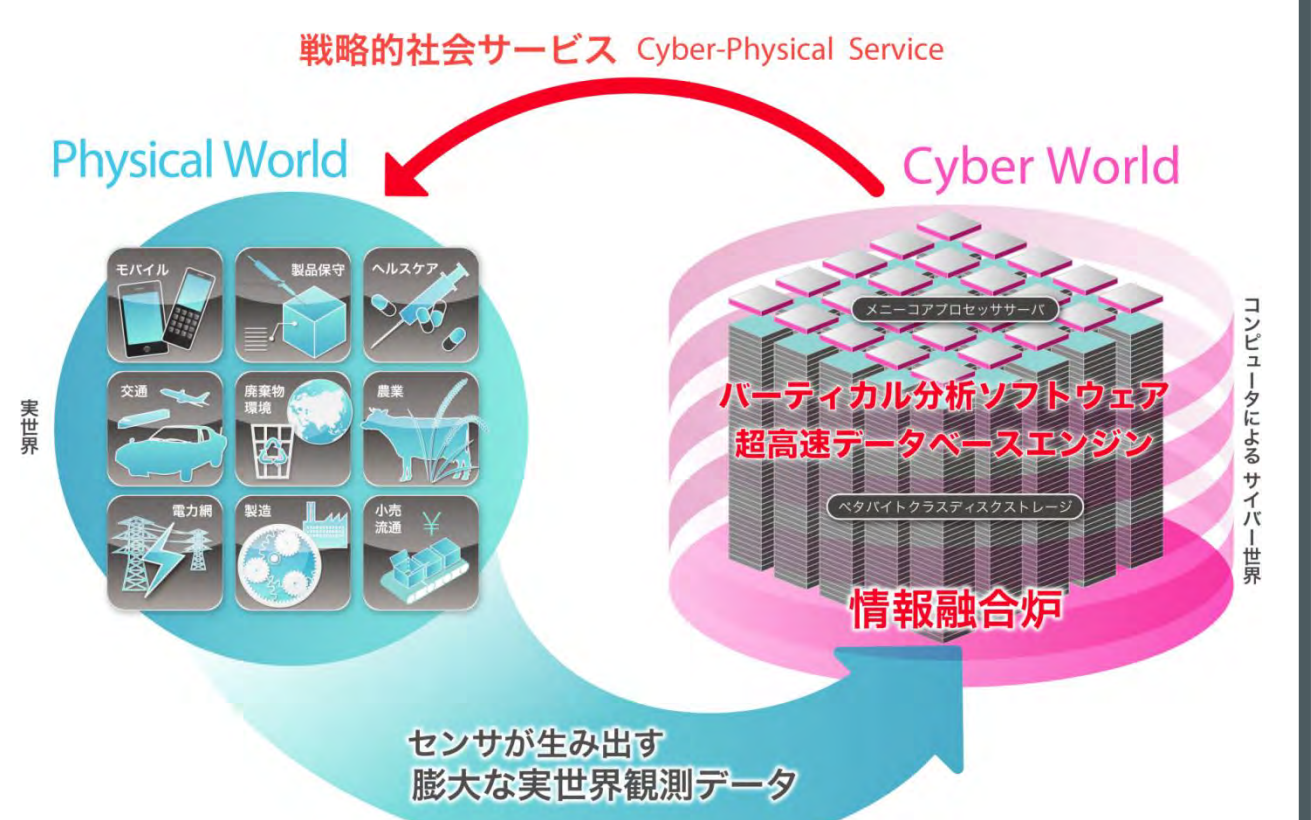 戦略的社会サービス Cyber-Physical Service
Physical World
Cyber World
モバイル
製品保守
ヘルスケア
交通
廃棄物
環境
農業
電力網
製造
小売
流通
¥
実世界
メニーコアプロセッササーバ
バーティカル分析ソフトウェア
超高速データベースエンジン
ペタバイトクラスディスクストレージ
情報融合炉
コンピュータによる サイバー世界
センサが生み出す
膨大な実世界観測データ